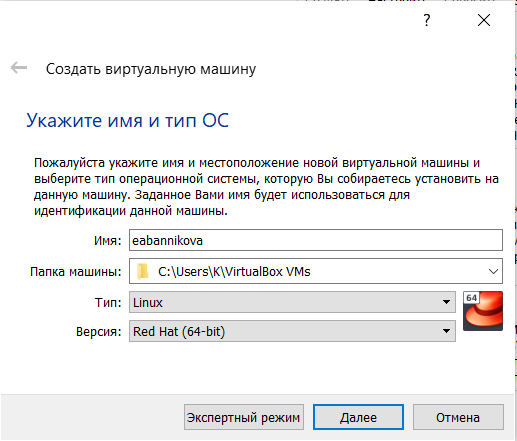 ?
Создать виртуальную машину
Укажите имя и тип ОС
Пожалуйста укажите имя и местоположение новой виртуальной машины и
выберите тип операционной системы, которую Вы собираетесь установить на
данную машину. Заданное Вами имя будет использоваться для
идентификации данной машины.
Имя: eabannikova
Папка машины: C:\Users\K\VirtualBox VMs
Тип: Linux
64
Версия: Red Hat (64-bit)
Экспертный режим Далее Отмена